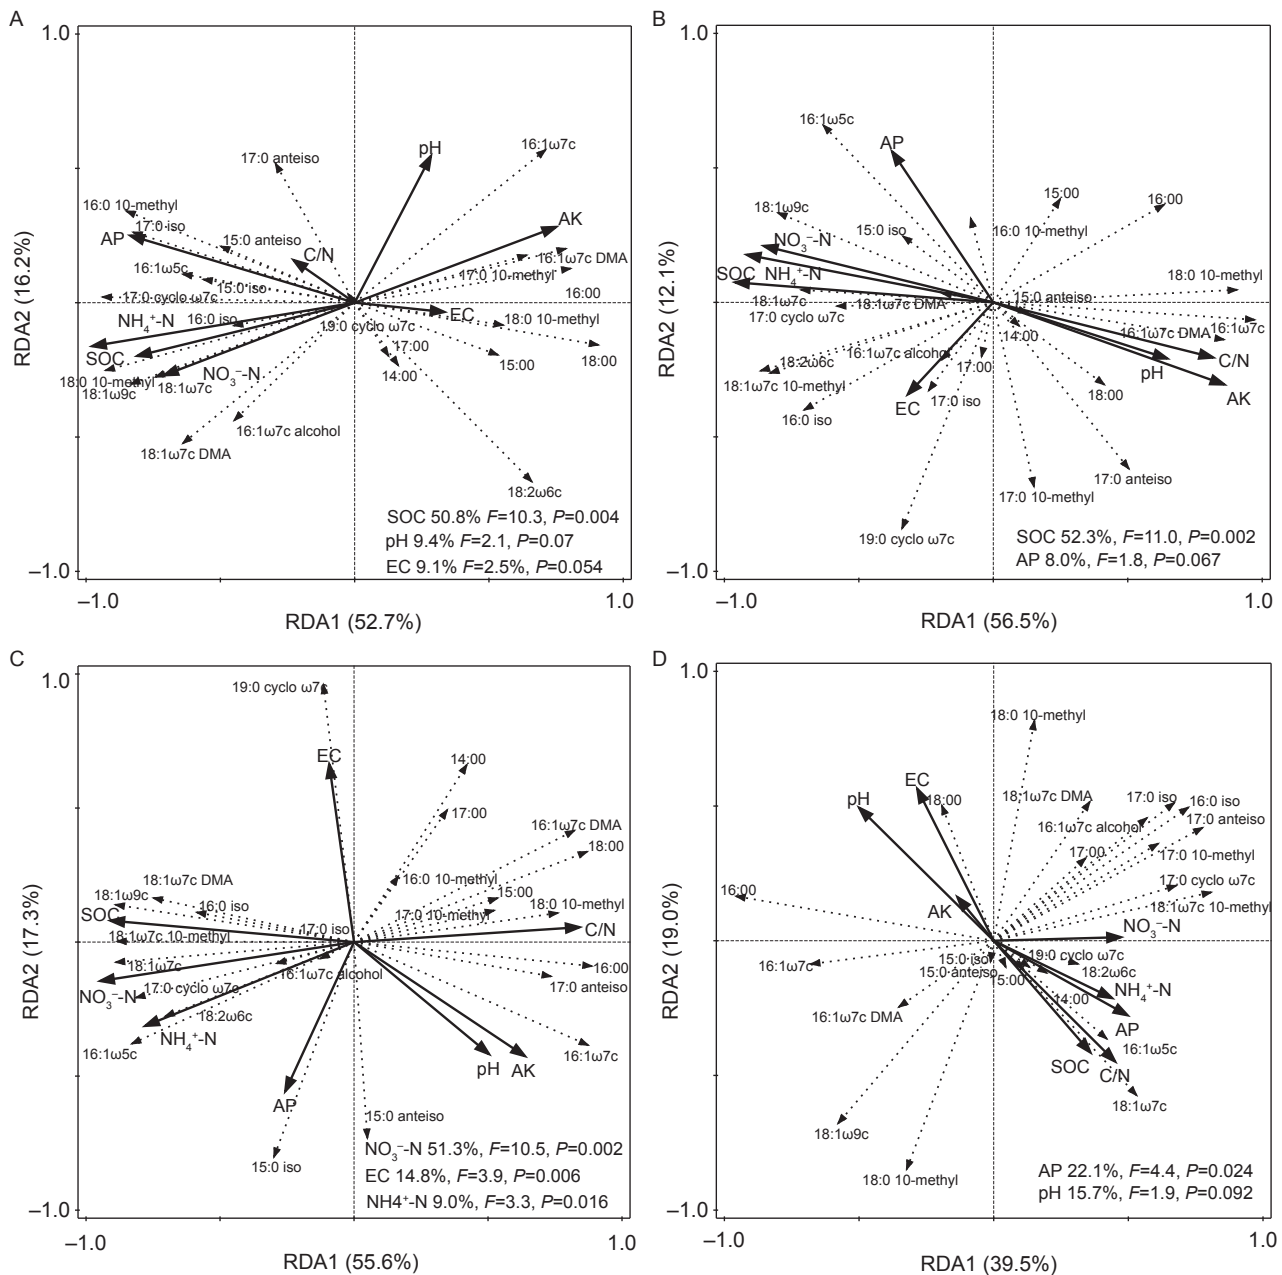 A
1.0
RDA2 (16.2%)
–1.0
–1.0
1.0
RDA1 (52.7%)
17:0 anteiso
pH
16:1ω7c
16:0 10-methyl
17:0 iso
AP
15:0 anteiso
C/N
AK
16:1ω7c DMA
16:1ω5c
15:0 iso
17:0 10-methyl
16:00
17:0 cyclo ω7c
NH₄⁺-N
16:0 iso
19:0 cyclo ω7c
EC
18:0 10-methyl
SOC
17:00
15:00
18:00
18:0 10-methyl
18:1ω9c
18:1ω7c
NO₃⁻-N
14:00
16:1ω7c alcohol
18:1ω7c DMA
18:2ω6c
SOC 50.8% F=10.3, P=0.004
pH 9.4% F=2.1, P=0.07
EC 9.1% F=2.5%, P=0.054
B
1.0
RDA2 (12.1%)
–1.0
–1.0
1.0
RDA1 (56.5%)
16:1ω5c
AP
15:00
16:00
18:1ω9c
15:0 iso
16:0 10-methyl
NO₃⁻-N
SOC
NH₄⁺-N
18:0 10-methyl
18:1ω7c
18:1ω7c DMA
15:0 anteiso
17:0 cyclo ω7c
14:00
16:1ω7c DMA
16:1ω7c
18:2ω6c
16:1ω7c alcohol
17:00
C/N
pH
18:1ω7c 10-methyl
AK
16:0 iso
EC
17:0 iso
18:00
17:0 anteiso
17:0 10-methyl
19:0 cyclo ω7c
SOC 52.3%, F=11.0, P=0.002
AP 8.0%, F=1.8, P=0.067
C
1.0
RDA2 (17.3%)
–1.0
–1.0
1.0
RDA1 (55.6%)
19:0 cyclo ω7c
EC
14:00
17:00
16:1ω7c DMA
18:00
18:1ω7c DMA
18:1ω9c
16:0 iso
16:0 10-methyl
15:00
SOC
17:0 10-methyl
18:0 10-methyl
18:1ω7c 10-methyl
17:0 iso
C/N
18:1ω7c
16:1ω7c alcohol
16:00
NO₃⁻-N
17:0 cyclo ω7c
17:0 anteiso
18:2ω6c
NH₄⁺-N
16:1ω5c
16:1ω7c
pH
AK
AP
15:0 anteiso
15:0 iso
NO₃⁻-N 51.3%, F=10.5, P=0.002
EC 14.8%, F=3.9, P=0.006
NH4⁺-N 9.0%, F=3.3, P=0.016
D
1.0
RDA2 (19.0%)
–1.0
–1.0
1.0
RDA1 (39.5%)
18:0 10-methyl
EC
pH
18:00
18:1ω7c DMA
17:0 iso
16:0 iso
16:1ω7c alcohol
17:0 anteiso
17:00
17:0 10-methyl
16:00
17:0 cyclo ω7c
AK
18:1ω7c 10-methyl
NO₃⁻-N
16:1ω7c
15:0 iso
19:0 cyclo ω7c
15:0 anteiso
15:00
18:2ω6c
14:00
NH₄⁺-N
16:1ω7c DMA
AP
16:1ω5c
SOC
C/N
18:1ω7c
18:1ω9c
18:0 10-methyl
AP 22.1%, F=4.4, P=0.024
pH 15.7%, F=1.9, P=0.092